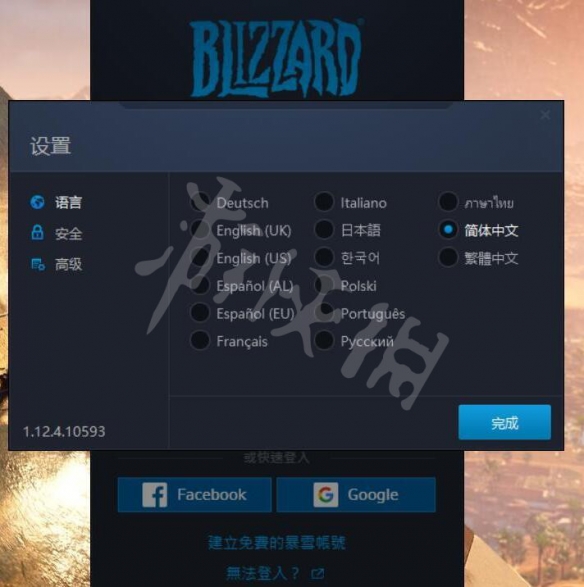 BLIZZARD
设置
语言
安全
高级
Deutsch
English (UK)
English (US)
Español (AL)
Español (EU)
Français
Italiano
日本語
한국어
Polski
Português
Русский
ภาษาไทย
简体中文
繁體中文
1.12.4.10593
完成
或快速登入
Facebook
Google
建立免費的暴雪帳號
無法登入？
游侠网